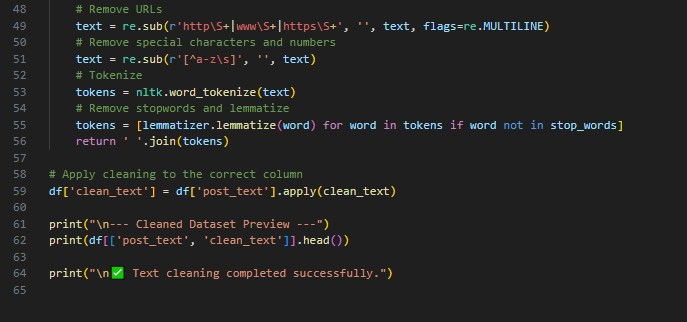 48 # Remove URLs
49 text = re.sub(r'http\S+|www\S+|https\S+', '', text, flags=re.MULTILINE)
50 # Remove special characters and numbers
51 text = re.sub(r'[^a-z\s]', '', text)
52 # Tokenize
53 tokens = nltk.word_tokenize(text)
54 # Remove stopwords and lemmatize
55 tokens = [lemmatizer.lemmatize(word) for word in tokens if word not in stop_words]
56 return ' '.join(tokens)
57
58 # Apply cleaning to the correct column
59 df['clean_text'] = df['post_text'].apply(clean_text)
60
61 print("\n--- Cleaned Dataset Preview ---")
62 print(df[['post_text', 'clean_text']].head())
63
64 print("\n✅ Text cleaning completed successfully.")
65